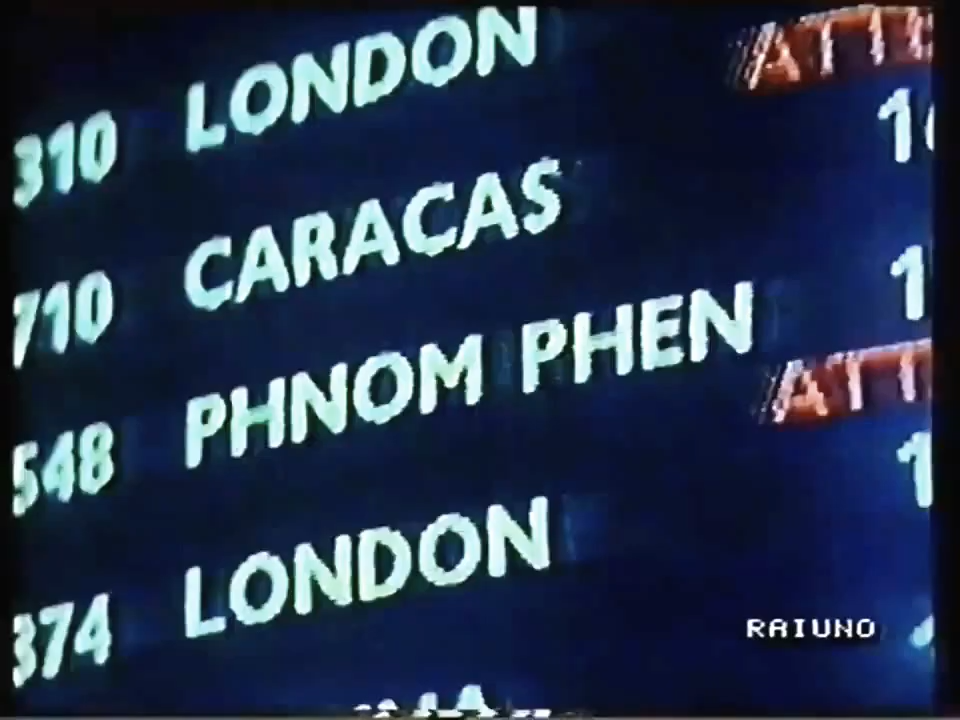 310 LONDON
710 CARACAS
548 PHNOM PHEN
374 LONDON
RAIUNO